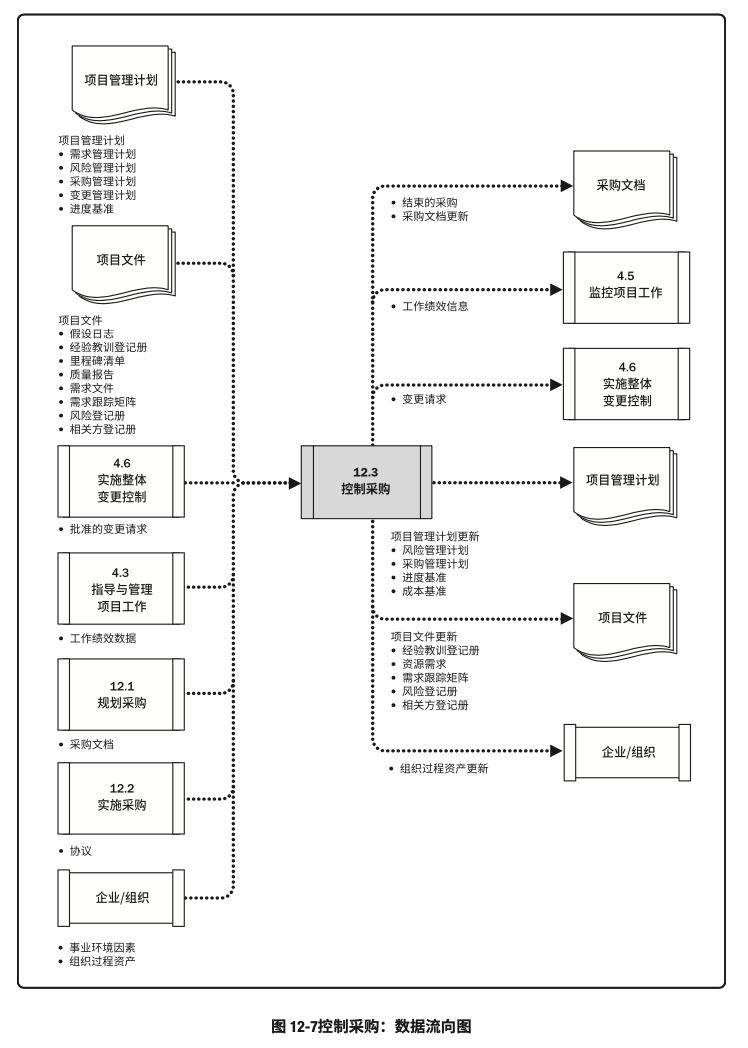 项目管理计划
项目管理计划
• 需求管理计划
• 风险管理计划
• 采购管理计划
• 变更管理计划
• 进度基准
项目文件
项目文件
• 假设日志
• 经验教训登记册
• 里程碑清单
• 质量报告
• 需求文件
• 需求跟踪矩阵
• 风险登记册
• 相关方登记册
4.6
实施整体
变更控制
• 批准的变更请求
4.3
指导与管理
项目工作
• 工作绩效数据
12.1
规划采购
• 采购文档
12.2
实施采购
• 协议
企业/组织
• 事业环境因素
• 组织过程资产
12.3
控制采购
• 结束的采购
• 采购文档更新
采购文档
• 工作绩效信息
4.5
监控项目工作
• 变更请求
4.6
实施整体
变更控制
项目管理计划
项目管理计划更新
• 风险管理计划
• 采购管理计划
• 进度基准
• 成本基准
项目文件
项目文件更新
• 经验教训登记册
• 资源需求
• 需求跟踪矩阵
• 风险登记册
• 相关方登记册
企业/组织
• 组织过程资产更新
图 12-7控制采购：数据流向图